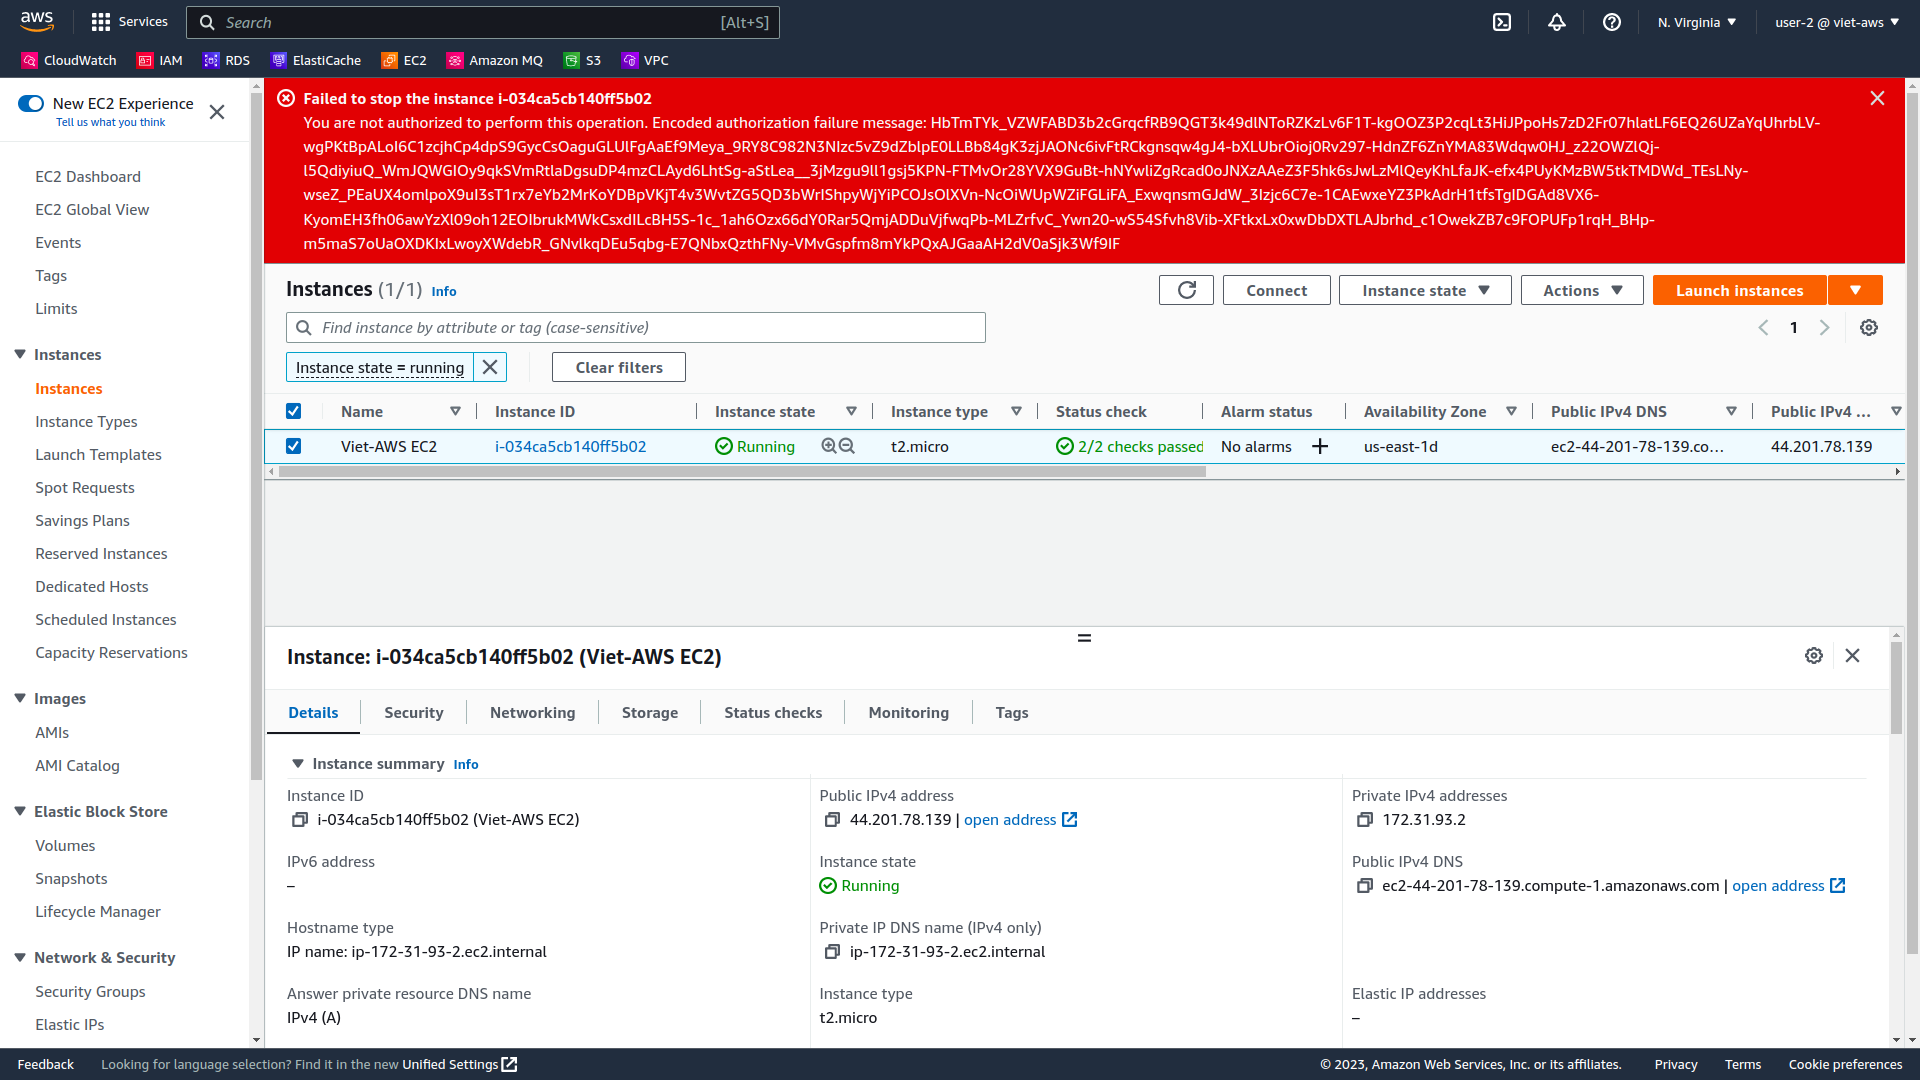 aws
Services
Search
[Alt+S]
N. Virginia
user-2 @ viet-aws
CloudWatch
IAM
RDS
ElastiCache
EC2
Amazon MQ
S3
VPC
New EC2 Experience
Tell us what you think
EC2 Dashboard
EC2 Global View
Events
Tags
Limits
Instances
Instances
Instance Types
Launch Templates
Spot Requests
Savings Plans
Reserved Instances
Dedicated Hosts
Scheduled Instances
Capacity Reservations
Images
AMIs
AMI Catalog
Elastic Block Store
Volumes
Snapshots
Lifecycle Manager
Network & Security
Security Groups
Elastic IPs
Failed to stop the instance i-034ca5cb140ff5b02
You are not authorized to perform this operation. Encoded authorization failure message: HbTmTYk_VZWFABD3b2cGrqcfRB9QGT3k49dlNToRZKzLv6F1T-kgOOZ3P2cqLt3HiJPpoHs7zD2Fr07hlatLF6EQ26UZaYqUhrbLV-
wgPKtBpALoI6C1zcjhCp4dpS9GycCsOaguGLUlFgAaEf9Meya_9RY8C982N3NIzc5vZ9dZblpE0LLBb84gK3zjJAONc6ivFtRCkgnsqw4gJ4-bXLUbrOioj0Rv297-HdnZF6ZnYMA83Wdqw0HJ_z22OWZlQj-
l5QdiyiuQ_WmJQWGIOy9qkSVmRtlaDgsuDP4mzCLAyd6LhtSg-aStLea__3jMzgu9ll1gsj5KPN-FTMvOr28YVX9GuBt-hNYwliZgRcad0oJNXzAAeZ3F5hk6sJwLzMlQeyKhLfaJK-efx4PUyKMzBW5tkTMDWd_TEsLNy-
wseZ_PEaUX4omlpoX9uI3sT1rx7eYb2MrKoYDBpVKjT4v3WvtZG5QD3bWrIShpyWjYiPCOJsOlXVn-NcOiWUpWZiFGLiFA_ExwqnsmGJdW_3Izjc6C7e-1CAEwxeYZ3PkAdrH1tfsTgIDGAd8VX6-
KyomEH3fh06awYzXl09oh12EOIbrukMWkCsxdILcBH5S-1c_1ah6Ozx66dY0Rar5QmjADDuVjfwqPb-MLZrfvC_Ywn20-wS54Sfvh8Vib-XFtkxLx0xwDbDXTLAJbrhd_c1OwekZB7c9FOPUFp1rqH_BHp-
m5maS7oUaOXDKIxLwoyXWdebR_GNvlkqDEu5qbg-E7QNbxQzthFNy-VMvGspfm8mYkPQxAJGaaAH2dV0aSjk3Wf9IF
Instances (1/1) Info
Connect
Instance state
Actions
Launch instances
Find instance by attribute or tag (case-sensitive)
1
Instance state = running
Clear filters
Name
Instance ID
Instance state
Instance type
Status check
Alarm status
Availability Zone
Public IPv4 DNS
Public IPv4 ...
Viet-AWS EC2
i-034ca5cb140ff5b02
Running
t2.micro
2/2 checks passed
No alarms
us-east-1d
ec2-44-201-78-139.co...
44.201.78.139
Instance: i-034ca5cb140ff5b02 (Viet-AWS EC2)
Details
Security
Networking
Storage
Status checks
Monitoring
Tags
Instance summary Info
Instance ID
i-034ca5cb140ff5b02 (Viet-AWS EC2)
Public IPv4 address
44.201.78.139 | open address
Private IPv4 addresses
172.31.93.2
IPv6 address
–
Instance state
Running
Public IPv4 DNS
ec2-44-201-78-139.compute-1.amazonaws.com | open address
Hostname type
IP name: ip-172-31-93-2.ec2.internal
Private IP DNS name (IPv4 only)
ip-172-31-93-2.ec2.internal
Answer private resource DNS name
IPv4 (A)
Instance type
t2.micro
Elastic IP addresses
–
Feedback
Looking for language selection? Find it in the new Unified Settings
© 2023, Amazon Web Services, Inc. or its affiliates.
Privacy
Terms
Cookie preferences